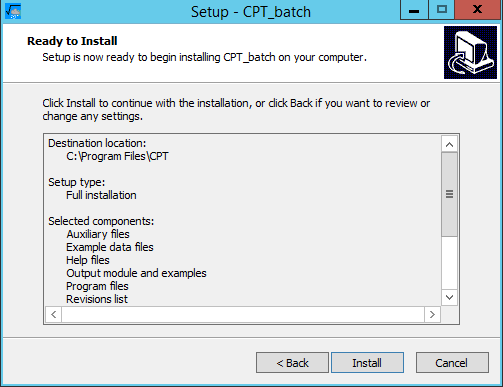 Setup - CPT_batch
Ready to Install
Setup is now ready to begin installing CPT_batch on your computer.
Click Install to continue with the installation, or click Back if you want to review or
change any settings.
Destination location:
C:\Program Files\CPT
Setup type:
Full installation
Selected components:
Auxiliary files
Example data files
Help files
Output module and examples
Program files
Revisions list
< Back
Install
Cancel